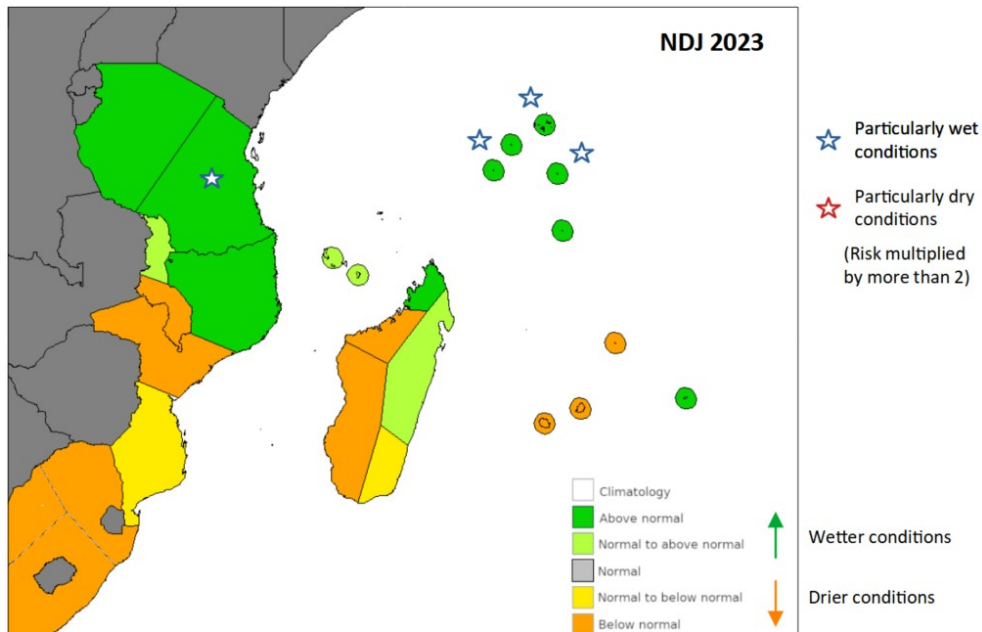 NDJ 2023
Particularly wet
conditions
Particularly dry
conditions
(Risk multiplied
by more than 2)
Climatology
Above normal
Normal to above normal
Normal
Normal to below normal
Below normal
Wetter conditions
Drier conditions